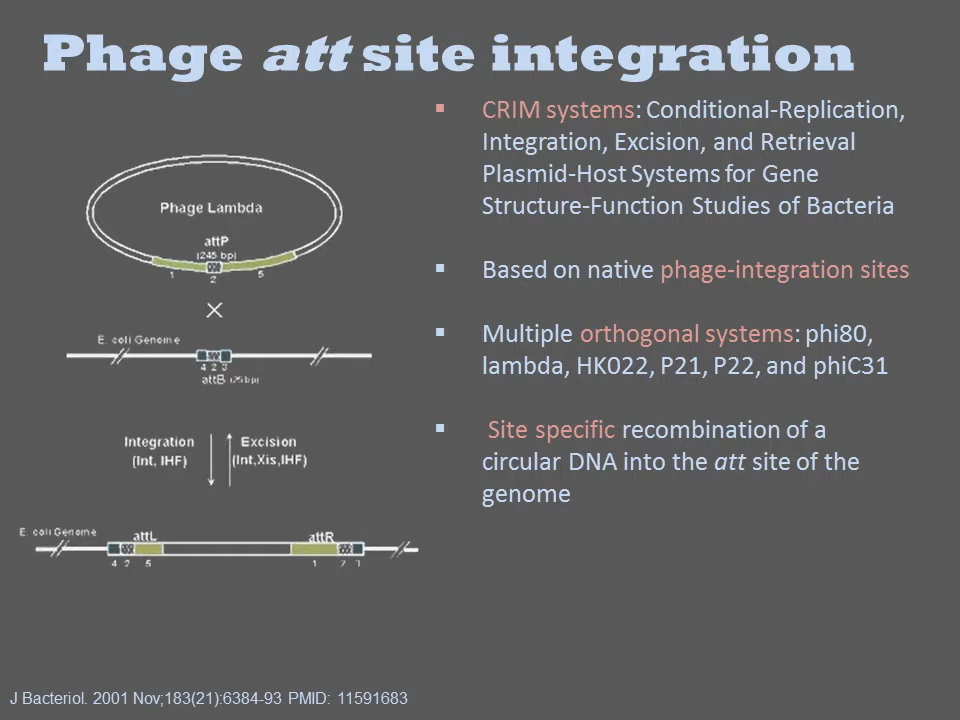 Phage att site integration
▪ CRIM systems: Conditional-Replication,
Integration, Excision, and Retrieval
Plasmid-Host Systems for Gene
Structure-Function Studies of Bacteria
▪ Based on native phage-integration sites
▪ Multiple orthogonal systems: phi80,
lambda, HK022, P21, P22, and phiC31
▪ Site specific recombination of a
circular DNA into the att site of the
genome
Phage Lambda
attP
(245 bp)
1 2 5
×
E. coli Genome
4 2 3
attB (25 bp)
Integration
(Int, IHF)
Excision
(Int,Xis,IHF)
E. coli Genome
attL
attR
4 2 5 1 2
J Bacteriol. 2001 Nov;183(21):6384-93 PMID: 11591683